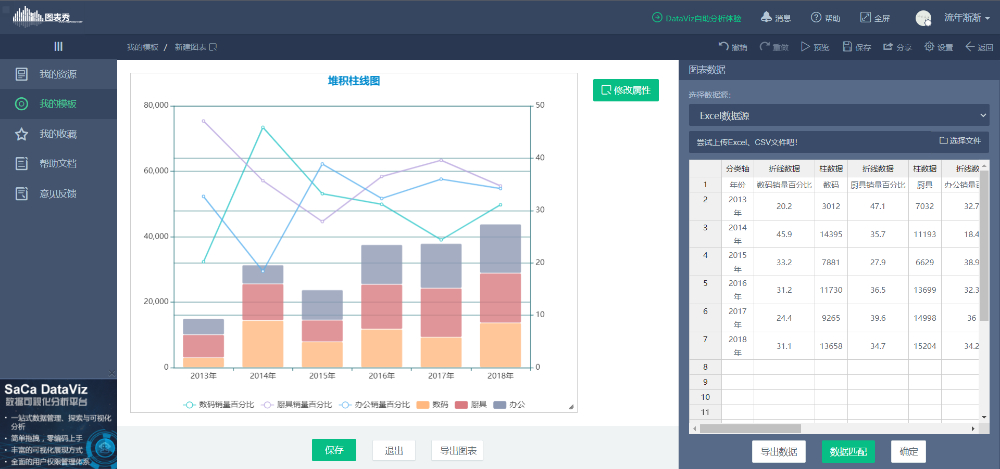 图表秀
DataViz自助分析体验
消息
帮助
全屏
流年渐渐
我的模板 / 新建图表
撤销
重做
预览
保存
分享
设置
返回
我的资源
我的模板
我的收藏
帮助文档
意见反馈
SaCa DataViz
数据可视化分析平台
· 一站式数据管理、探索与可视化
分析
· 简单拖拽，零编码上手
· 丰富的可视化展现方式
· 全面的用户权限管理体系
堆积柱线图
80,000
60,000
40,000
20,000
0
50
40
30
20
10
0
2013年 2014年 2015年 2016年 2017年 2018年
数码销量百分比 厨具销量百分比 办公销量百分比 数码 厨具 办公
修改属性
保存
退出
导出图表
图表数据
选择数据源:
Excel数据源
尝试上传Excel、CSV文件吧!
选择文件
分类轴 折线数据 柱数据 折线数据 柱数据 折线数
1 年份 数码销量百分比 数码 厨具销量百分比 厨具 办公销量百
2 2013年 20.2 3012 47.1 7032 32.7
3 2014年 45.9 14395 35.7 11193 18.4
4 2015年 33.2 7881 27.9 6629 38.9
5 2016年 31.2 11730 36.5 13699 32.3
6 2017年 24.4 9265 39.6 14998 36
7 2018年 31.1 13658 34.7 15204 34.2
8
9
10
11
导出数据
数据匹配
确定